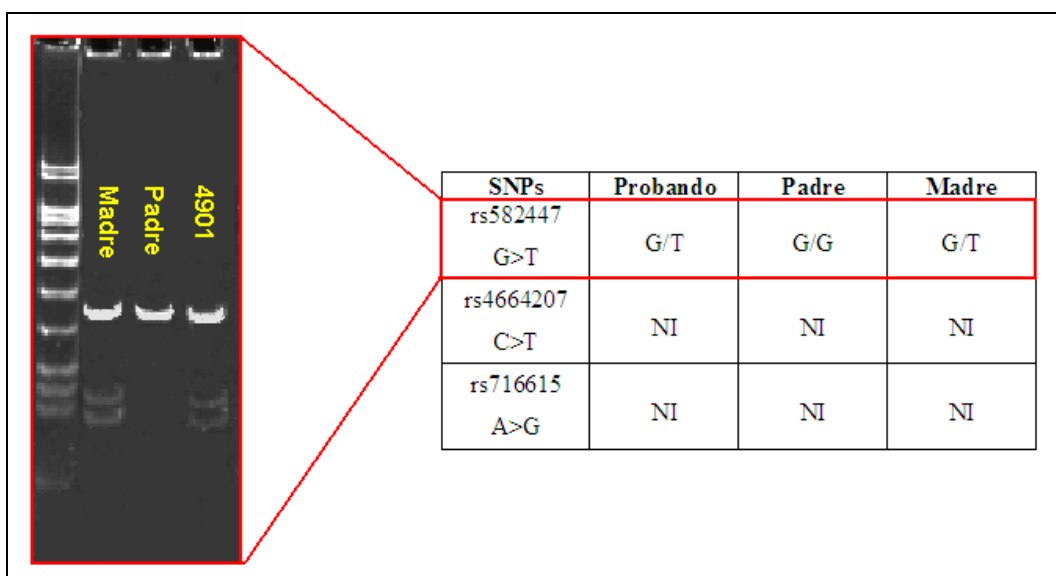 Madre
Padre
4901
SNPs Probando Padre Madre
rs582447
G>T
G/T G/G G/T
rs4664207
C>T
NI NI NI
rs716615
A>G
NI NI NI